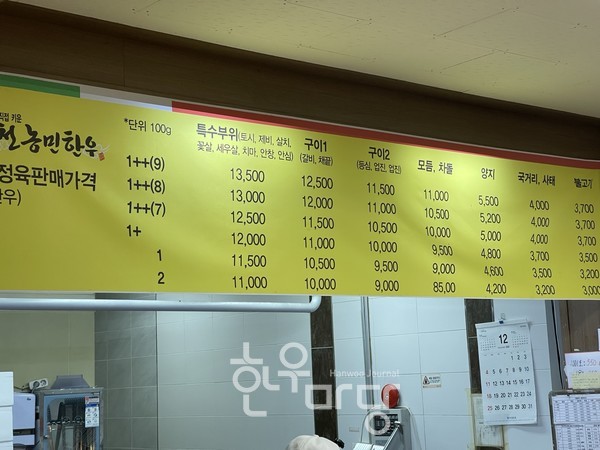 직접 키운
천농민한우
정육판매가격
*단위 100g 특수부위(토시, 제비, 살치, 꽃살, 세우살, 치마, 안창, 안심) 구이1 (갈비, 채끝) 구이2 (등심, 업진, 업진) 모듬, 차돌 양지 국거리, 사태 불고기
1++(9) 13,500 12,500 11,500 11,000 5,500 4,000 3,700
1++(8) 13,000 12,000 11,000 10,500 5,200 4,000 3,700
1++(7) 12,500 11,500 10,500 10,000 5,000 4,000 3,700
1+ 12,000 11,000 10,000 9,500 4,800 3,700 3,500
1 11,500 10,500 9,500 9,000 4,600 3,500 3,200
2 11,000 10,000 9,000 85,00 4,200 3,200 3,000
12
한우마당
Hanwoo Journal